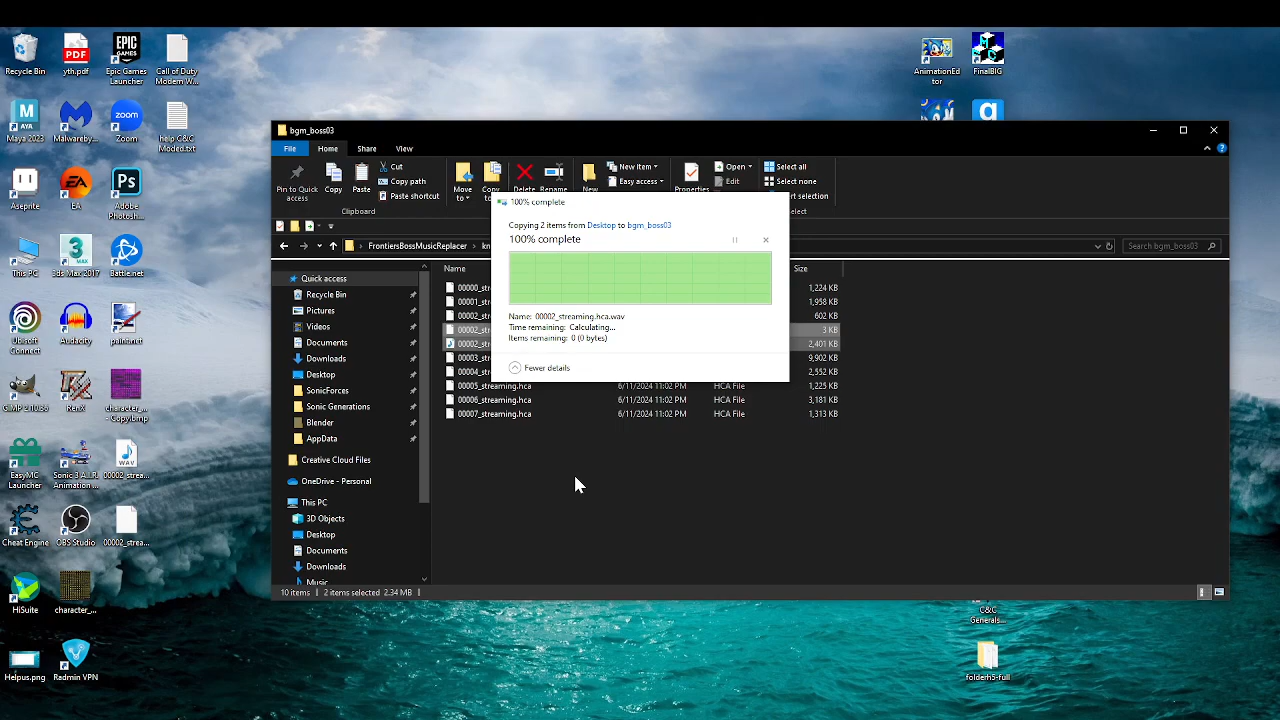 Recycle Bin
yth.pdf
Epic Games
Launcher
Call of Duty
Modern W...
Maya 2023
Malwareby...
Zoom
help C&C
Moded.txt
Aseprite
EA
Adobe
Photosh...
This PC
3ds Max 2017
Battle.net
Ubisoft
Connect
Audacity
paint.net
GIMP 2.10.36
RenX
character_...
- Copy.bmp
EasyMC
Launcher
Sonic 3 A.I.R.
Animation ...
00002_strea...
Cheat Engine
OBS Studio
00002_strea...
HiSuite
character_...
Helpus.png
Radmin VPN
AnimationEd
tor
FinalBIG
C&C
Generals...
folderh5-full
bgm_boss03
File
Home
Share
View
Pin to Quick
access
Copy
Paste
Cut
Copy path
Paste shortcut
Clipboard
Move
to
Copy
Delete
Rename
New
New item
Easy access
Properties
Open
Edit
Select all
Select none
FrontiersBossMusicReplacer
Search bgm_boss03
Quick access
Recycle Bin
Pictures
Videos
Documents
Downloads
Desktop
SonicForces
Sonic Generations
Blender
AppData
Creative Cloud Files
OneDrive - Personal
This PC
3D Objects
Desktop
Documents
Downloads
Music
Name
Size
1,224 KB
1,958 KB
602 KB
3 KB
2,401 KB
9,902 KB
2,552 KB
00005_streaming.hca 6/11/2024 11:02 PM HCA File 1,225 KB
00006_streaming.hca 6/11/2024 11:02 PM HCA File 3,181 KB
00007_streaming.hca 6/11/2024 11:02 PM HCA File 1,313 KB
10 items 2 items selected 2.34 MB
100% complete
Copying 2 items from Desktop to bgm_boss03
100% complete
Name: 00002_streaming.hca.wav
Time remaining: Calculating...
Items remaining: 0 (0 bytes)
Fewer details